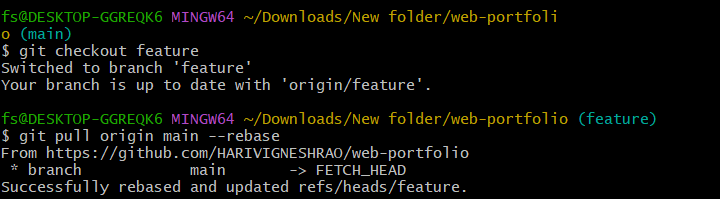 fs@DESKTOP-GGREQK6 MINGW64 ~/Downloads/New folder/web-portfoli
o (main)
$ git checkout feature
Switched to branch 'feature'
Your branch is up to date with 'origin/feature'.

fs@DESKTOP-GGREQK6 MINGW64 ~/Downloads/New folder/web-portfolio (feature)
$ git pull origin main --rebase
From https://github.com/HARIVIGNESHRAO/web-portfolio
 * branch            main       -> FETCH_HEAD
Successfully rebased and updated refs/heads/feature.